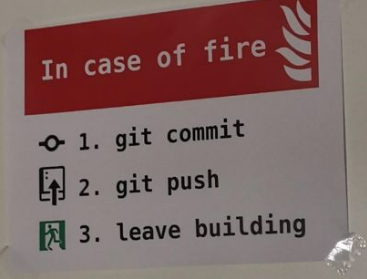 In case of fire
1. git commit
2. git push
3. leave building